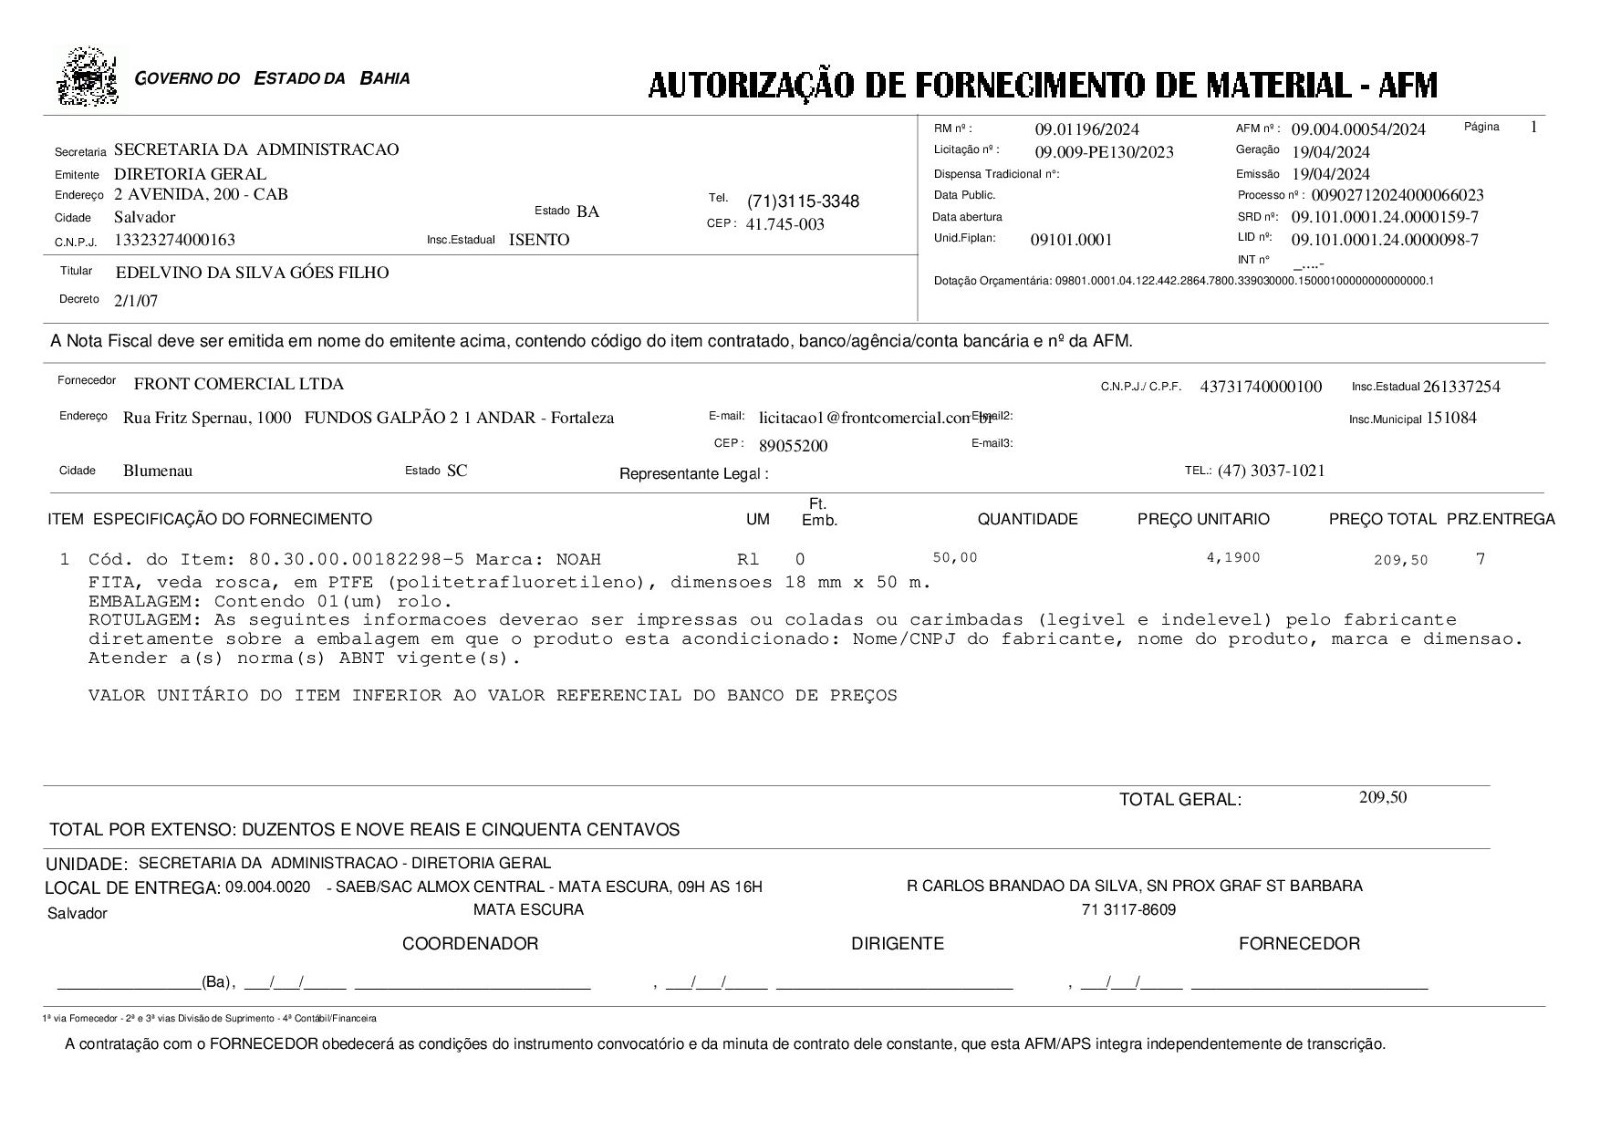 GOVERNO DO ESTADO DA BAHIA
AUTORIZAÇÃO DE FORNECIMENTO DE MATERIAL - AFM
RM nº : 09.01196/2024 AFM nº : 09.004.00054/2024 Página 1
Secretaria SECRETARIA DA ADMINISTRACAO
Licitação nº : 09.009-PE130/2023 Geração 19/04/2024
Emitente DIRETORIA GERAL
Dispensa Tradicional n°: Emissão 19/04/2024
Endereço 2 AVENIDA, 200 - CAB Tel. (71)3115-3348
Data Public. Processo nº : 00902712024000066023
Cidade Salvador Estado BA CEP : 41.745-003
Data abertura SRD nº: 09.101.0001.24.0000159-7
C.N.P.J. 13323274000163 Insc.Estadual ISENTO
Unid.Fiplan: 09101.0001 LID nº: 09.101.0001.24.0000098-7
INT n° _....-
Titular EDELVINO DA SILVA GÓES FILHO
Dotação Orçamentária: 09801.0001.04.122.442.2864.7800.339030000.15000100000000000000.1
Decreto 2/1/07
A Nota Fiscal deve ser emitida em nome do emitente acima, contendo código do item contratado, banco/agência/conta bancária e nº da AFM.
Fornecedor FRONT COMERCIAL LTDA C.N.P.J./ C.P.F. 43731740000100 Insc.Estadual 261337254
Endereço Rua Fritz Spernau, 1000 FUNDOS GALPÃO 2 1 ANDAR - Fortaleza E-mail: licitacao1@frontcomercial.com.br E-mail2: Insc.Municipal 151084
CEP : 89055200 E-mail3:
Cidade Blumenau Estado SC Representante Legal : TEL.: (47) 3037-1021
ITEM ESPECIFICAÇÃO DO FORNECIMENTO UM Ft. Emb. QUANTIDADE PREÇO UNITARIO PREÇO TOTAL PRZ.ENTREGA
1 Cód. do Item: 80.30.00.00182298-5 Marca: NOAH Rl 0 50,00 4,1900 209,50 7
FITA, veda rosca, em PTFE (politetrafluoretileno), dimensoes 18 mm x 50 m.
EMBALAGEM: Contendo 01(um) rolo.
ROTULAGEM: As seguintes informacoes deverao ser impressas ou coladas ou carimbadas (legivel e indelevel) pelo fabricante
diretamente sobre a embalagem em que o produto esta acondicionado: Nome/CNPJ do fabricante, nome do produto, marca e dimensao.
Atender a(s) norma(s) ABNT vigente(s).
VALOR UNITÁRIO DO ITEM INFERIOR AO VALOR REFERENCIAL DO BANCO DE PREÇOS
TOTAL GERAL: 209,50
TOTAL POR EXTENSO: DUZENTOS E NOVE REAIS E CINQUENTA CENTAVOS
UNIDADE: SECRETARIA DA ADMINISTRACAO - DIRETORIA GERAL
LOCAL DE ENTREGA: 09.004.0020 - SAEB/SAC ALMOX CENTRAL - MATA ESCURA, 09H AS 16H R CARLOS BRANDAO DA SILVA, SN PROX GRAF ST BARBARA
Salvador MATA ESCURA 71 3117-8609
COORDENADOR DIRIGENTE FORNECEDOR
_________________(Ba), ___/___/_____ ____________________________ , ___/___/_____ ____________________________ , ___/___/_____ ____________________________
1ª via Fornecedor - 2ª e 3ª vias Divisão de Suprimento - 4ª Contábil/Financeira
A contratação com o FORNECEDOR obedecerá as condições do instrumento convocatório e da minuta de contrato dele constante, que esta AFM/APS integra independentemente de transcrição.